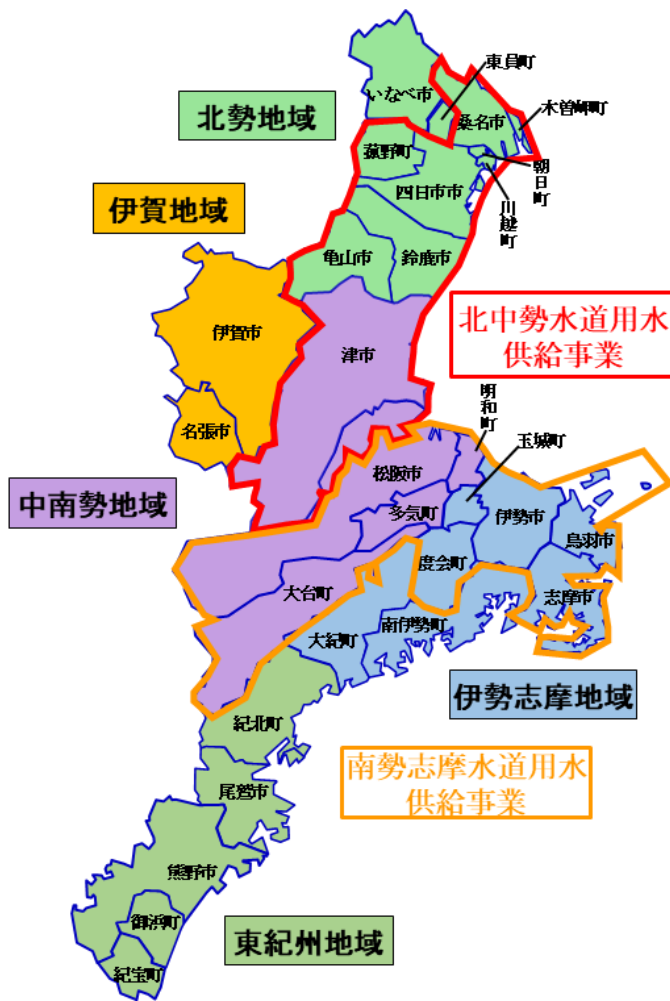 東員町
いなべ市
木曽岬町
北勢地域
桑名市
菰野町
朝日町
四日市市
川越町
伊賀地域
亀山市
鈴鹿市
伊賀市
北中勢水道用水
供給事業
津市
明和町
名張市
玉城町
松阪市
中南勢地域
多気町
伊勢市
鳥羽市
度会町
大台町
志摩市
南伊勢町
大紀町
伊勢志摩地域
紀北町
南勢志摩水道用水
供給事業
尾鷲市
熊野市
御浜町
東紀州地域
紀宝町